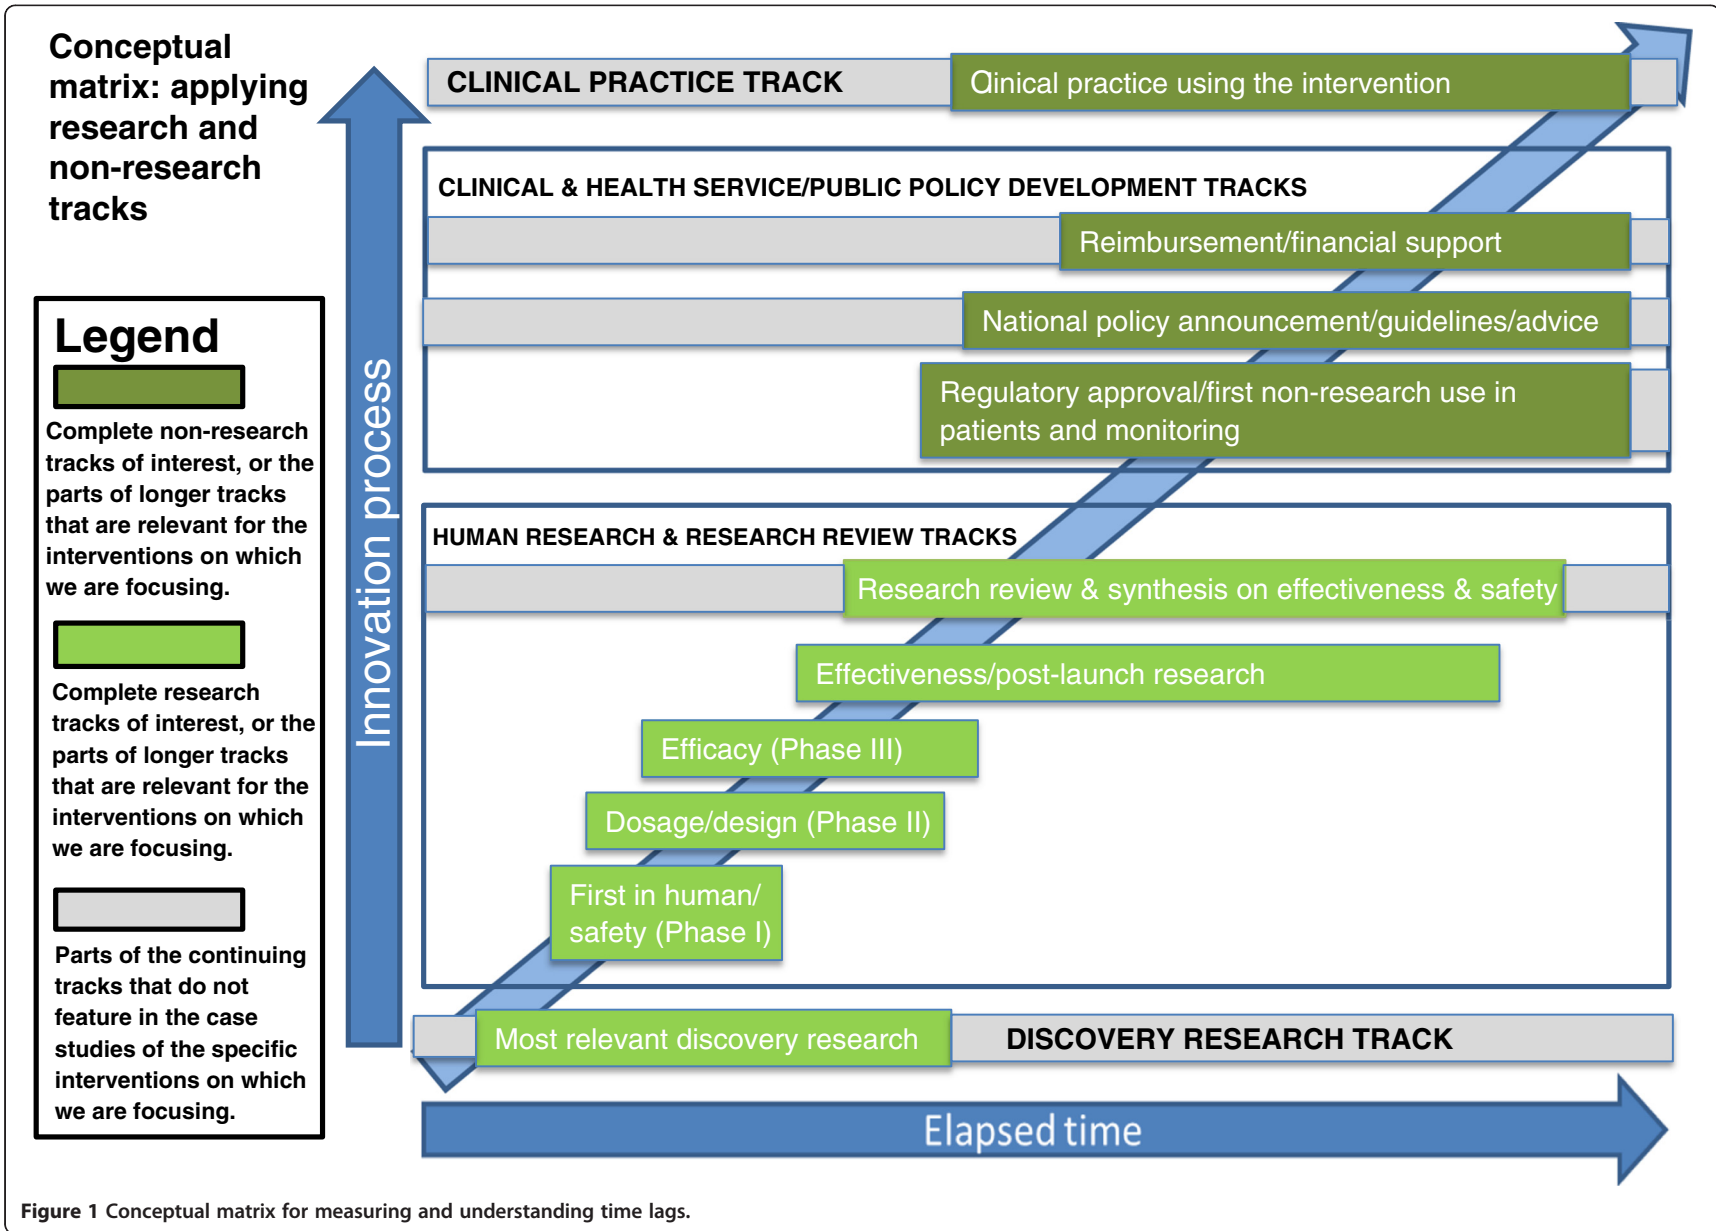 Conceptual
matrix: applying
research and
non-research
tracks
Legend
Complete non-research
tracks of interest, or the
parts of longer tracks
that are relevant for the
interventions on which
we are focusing.
Complete research
tracks of interest, or the
parts of longer tracks
that are relevant for the
interventions on which
we are focusing.
Parts of the continuing
tracks that do not
feature in the case
studies of the specific
interventions on which
we are focusing.
Innovation process
CLINICAL PRACTICE TRACK
Clinical practice using the intervention
CLINICAL & HEALTH SERVICE/PUBLIC POLICY DEVELOPMENT TRACKS
Reimbursement/financial support
National policy announcement/guidelines/advice
Regulatory approval/first non-research use in
patients and monitoring
HUMAN RESEARCH & RESEARCH REVIEW TRACKS
Research review & synthesis on effectiveness & safety
Effectiveness/post-launch research
Efficacy (Phase III)
Dosage/design (Phase II)
First in human/
safety (Phase I)
Most relevant discovery research
DISCOVERY RESEARCH TRACK
Elapsed time
Figure 1 Conceptual matrix for measuring and understanding time lags.